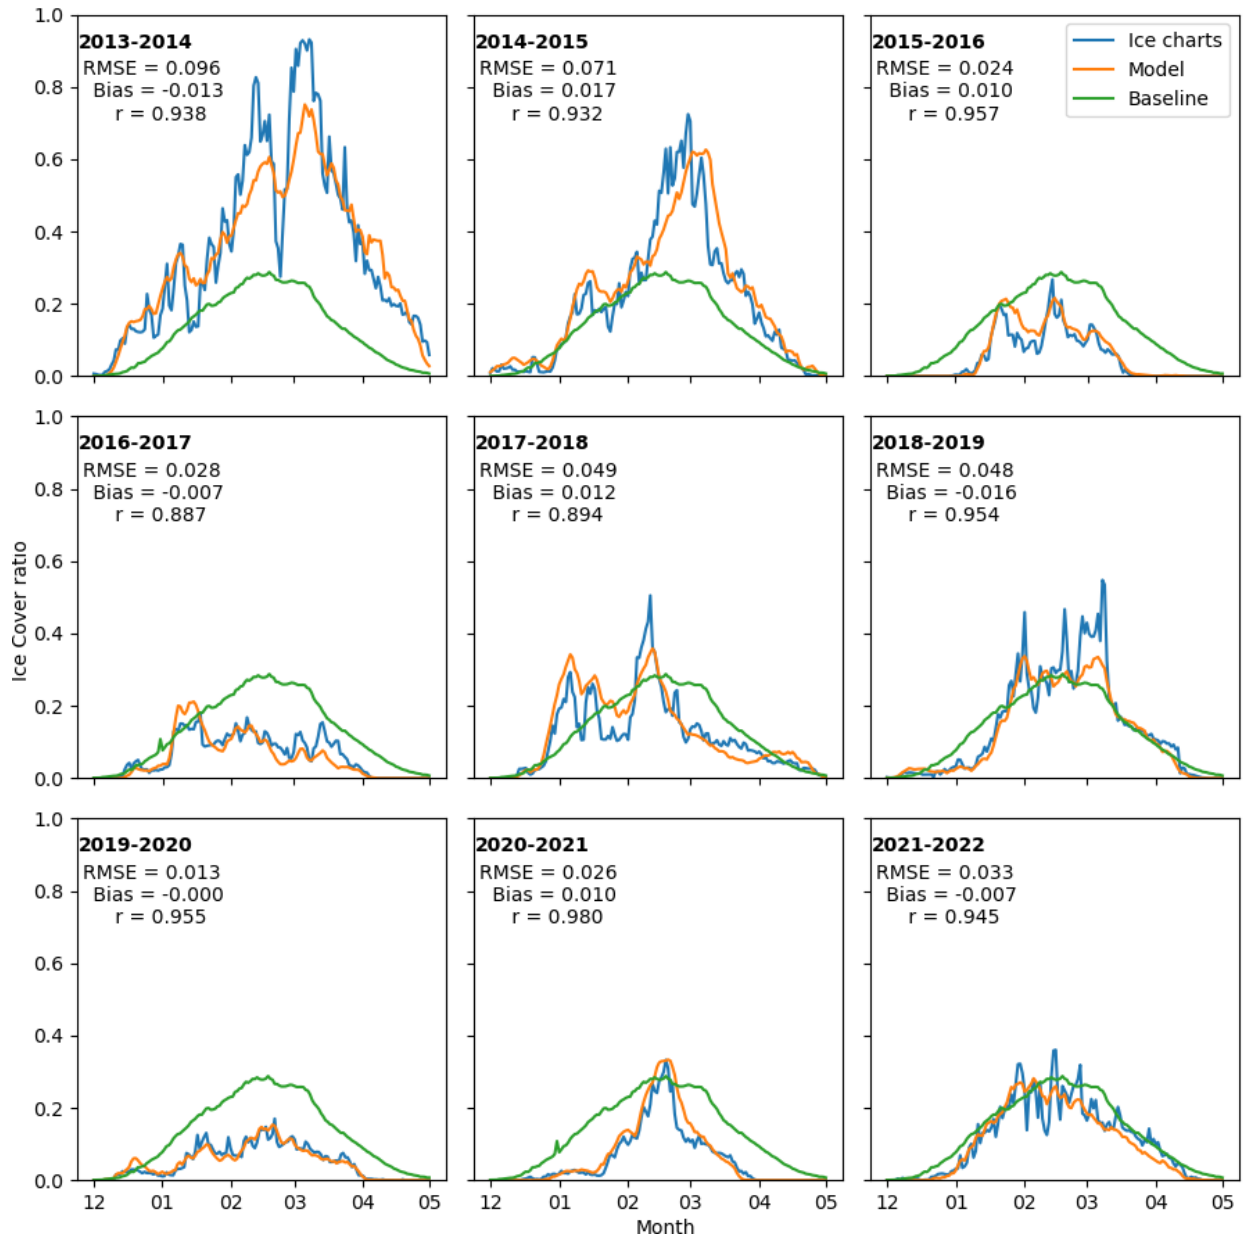 1.0
0.8
0.6
0.4
0.2
0.0
2013-2014
RMSE = 0.096
Bias = -0.013
r = 0.938
2014-2015
RMSE = 0.071
Bias = 0.017
r = 0.932
2015-2016
RMSE = 0.024
Bias = 0.010
r = 0.957
Ice charts
Model
Baseline
Ice Cover ratio
1.0
0.8
0.6
0.4
0.2
0.0
2016-2017
RMSE = 0.028
Bias = -0.007
r = 0.887
2017-2018
RMSE = 0.049
Bias = 0.012
r = 0.894
2018-2019
RMSE = 0.048
Bias = -0.016
r = 0.954
1.0
0.8
0.6
0.4
0.2
0.0
2019-2020
RMSE = 0.013
Bias = -0.000
r = 0.955
2020-2021
RMSE = 0.026
Bias = 0.010
r = 0.980
2021-2022
RMSE = 0.033
Bias = -0.007
r = 0.945
12 01 02 03 04 05
12 01 02 03 04 05
12 01 02 03 04 05
Month